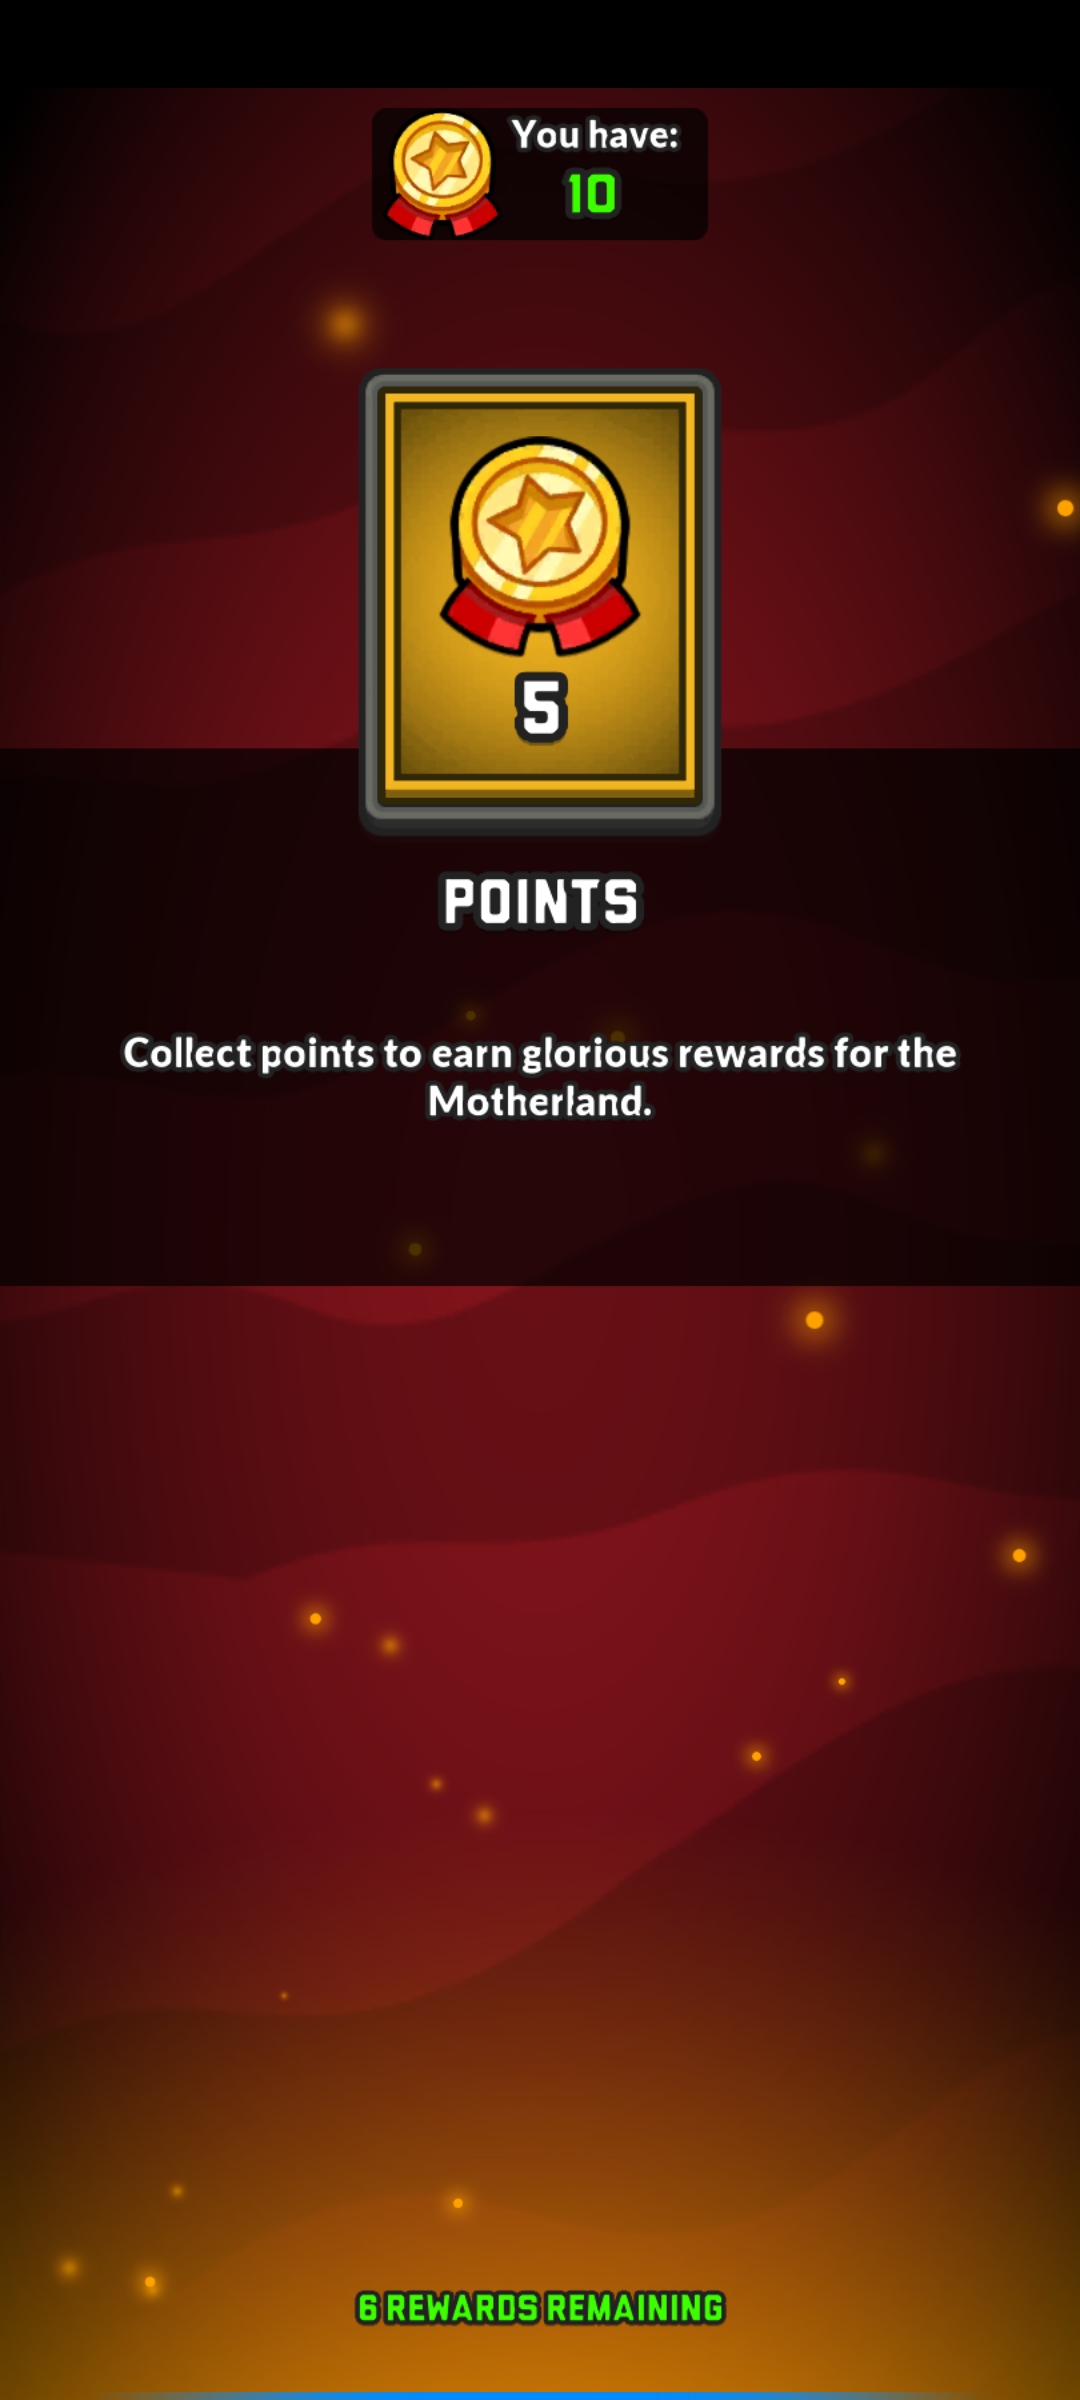 You have:
10
5
POINTS
Collect points to earn glorious rewards for the
Motherland.
6 REWARDS REMAINING